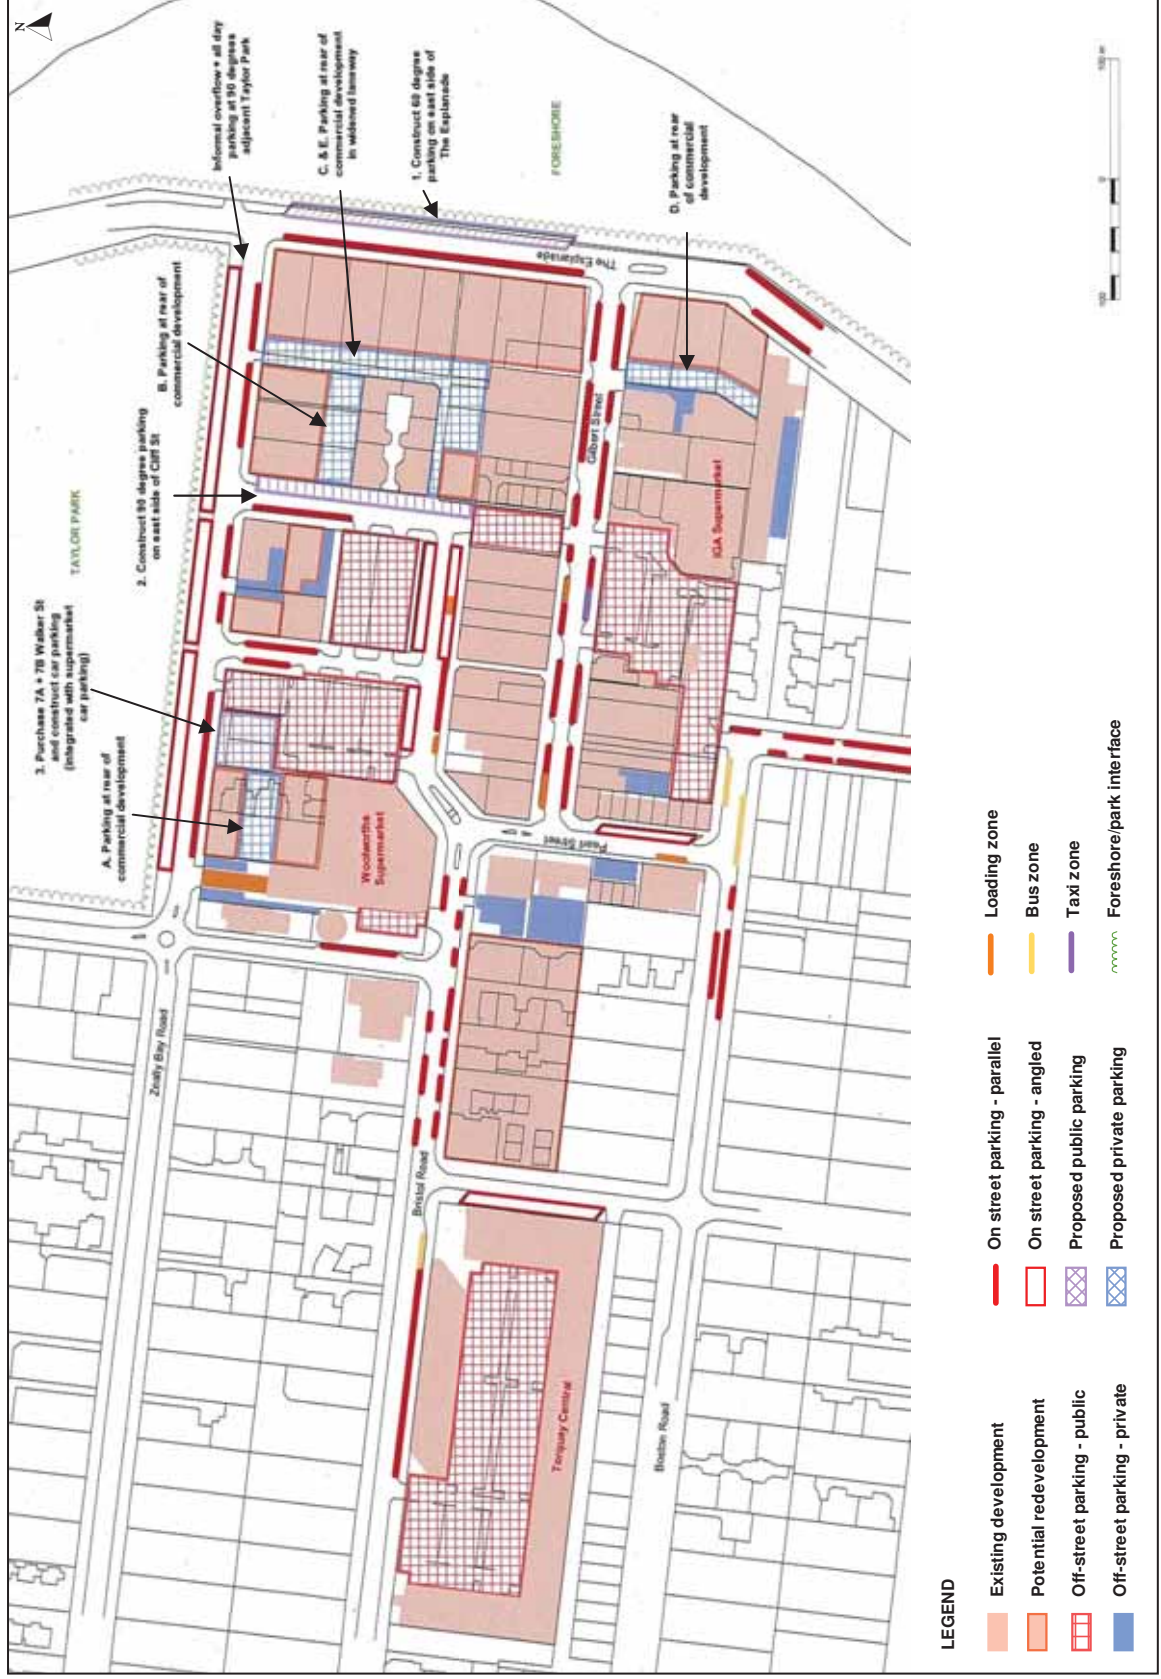 N
Informal overflow + all day
parking at 90 degrees
adjacent Taylor Park
C. & E. Parking at rear of
commercial development
in widened laneway
1. Construct 60 degree
parking on east side of
The Esplanade
FORESHORE
D. Parking at rear
of commercial
development
B. Parking at rear of
commercial development
2. Construct 90 degree parking
on east side of Cliff St
TAYLOR PARK
3. Purchase 7A + 7B Walker St
and construct car parking
(integrated with supermarket
car parking)
A. Parking at rear of
commercial development
The Esplanade
Gilbert Street
IGA Supermarket
Woolworths
Supermarket
Pearl Street
Zeally Bay Road
Bristol Road
Torquay Central
Boston Road
100
0
100 m
LEGEND
Existing development
Potential redevelopment
Off-street parking - public
Off-street parking - private
On street parking - parallel
On street parking - angled
Proposed public parking
Proposed private parking
Loading zone
Bus zone
Taxi zone
Foreshore/park interface